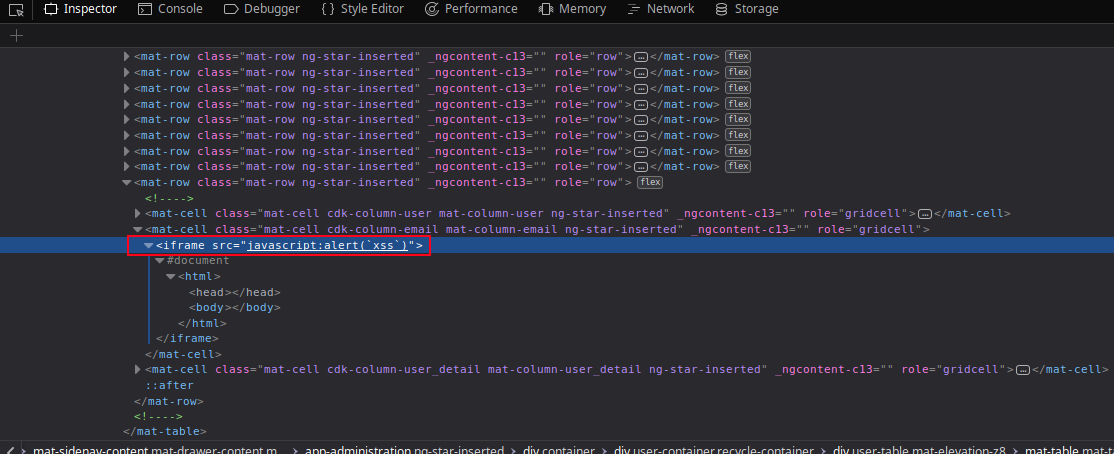 Inspector Console Debugger Style Editor Performance Memory Network Storage
+
<mat-row class="mat-row ng-star-inserted" _ngcontent-c13="" role="row">…</mat-row> flex
<mat-row class="mat-row ng-star-inserted" _ngcontent-c13="" role="row">…</mat-row> flex
<mat-row class="mat-row ng-star-inserted" _ngcontent-c13="" role="row">…</mat-row> flex
<mat-row class="mat-row ng-star-inserted" _ngcontent-c13="" role="row">…</mat-row> flex
<mat-row class="mat-row ng-star-inserted" _ngcontent-c13="" role="row">…</mat-row> flex
<mat-row class="mat-row ng-star-inserted" _ngcontent-c13="" role="row">…</mat-row> flex
<mat-row class="mat-row ng-star-inserted" _ngcontent-c13="" role="row">…</mat-row> flex
<mat-row class="mat-row ng-star-inserted" _ngcontent-c13="" role="row">…</mat-row> flex
<mat-row class="mat-row ng-star-inserted" _ngcontent-c13="" role="row"> flex
<!---->
<mat-cell class="mat-cell cdk-column-user mat-column-user ng-star-inserted" _ngcontent-c13="" role="gridcell">…</mat-cell>
<mat-cell class="mat-cell cdk-column-email mat-column-email ng-star-inserted" _ngcontent-c13="" role="gridcell">
<iframe src="javascript:alert(`xss`)">
#document
<html>
<head></head>
<body></body>
</html>
</iframe>
</mat-cell>
<mat-cell class="mat-cell cdk-column-user_detail mat-column-user_detail ng-star-inserted" _ngcontent-c13="" role="gridcell">…</mat-cell>
::after
</mat-row>
<!---->
</mat-table>
mat-sidenav-content.mat-drawer-content.m… > app-administration.ng-star-inserted > div.container > div.user-container.recycle-container > div.user-table.mat-elevation-z8 > mat-table.mat-t